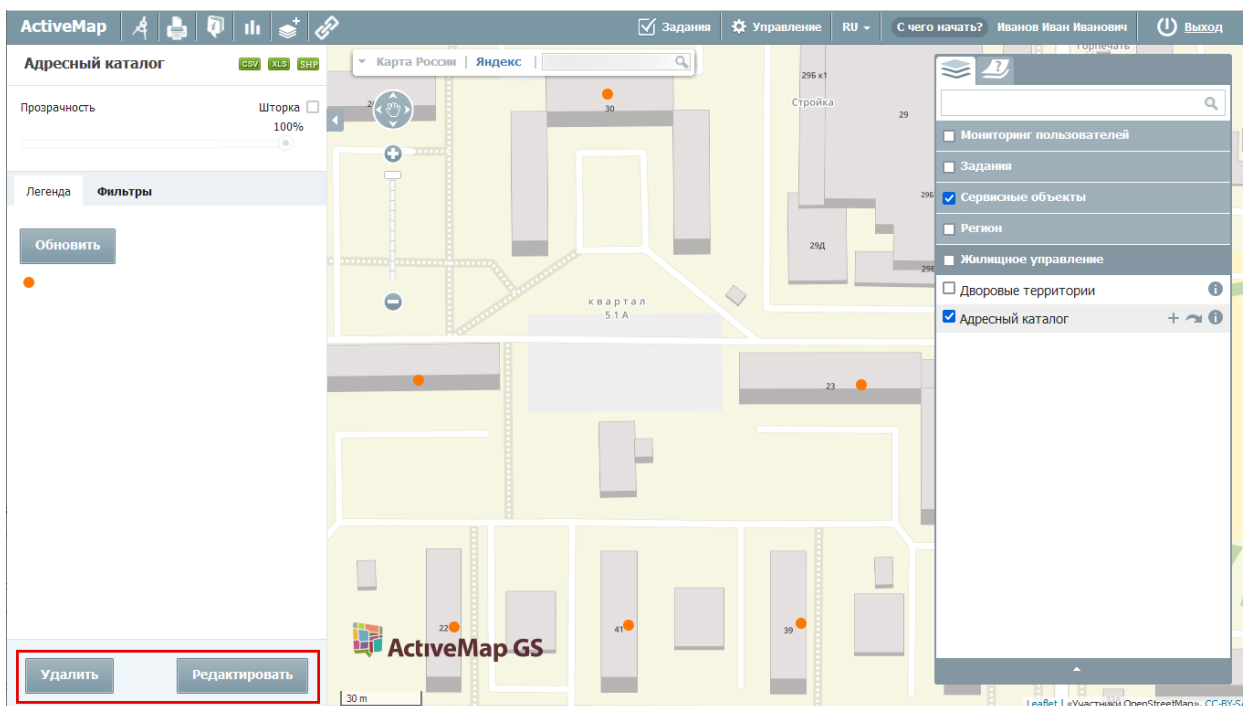 ActiveMap
Задания
Управление
RU
С чего начать?
Иванов Иван Иванович
Выход
Адресный каталог
CSV
XLS
SHP
Прозрачность
Шторка
100%
Легенда
Фильтры
Обновить
Удалить
Редактировать
Карта России | Яндекс |
30
29Б к1
Стройка
29
29Д
квартал
51А
23
22
41
39
ActiveMap GS
30 m
Мониторинг пользователей
Задания
Сервисные объекты
Регион
Жилищное управление
Дворовые территории
Адресный каталог
Leaflet | «Участники OpenStreetMap», CC-BY-SA